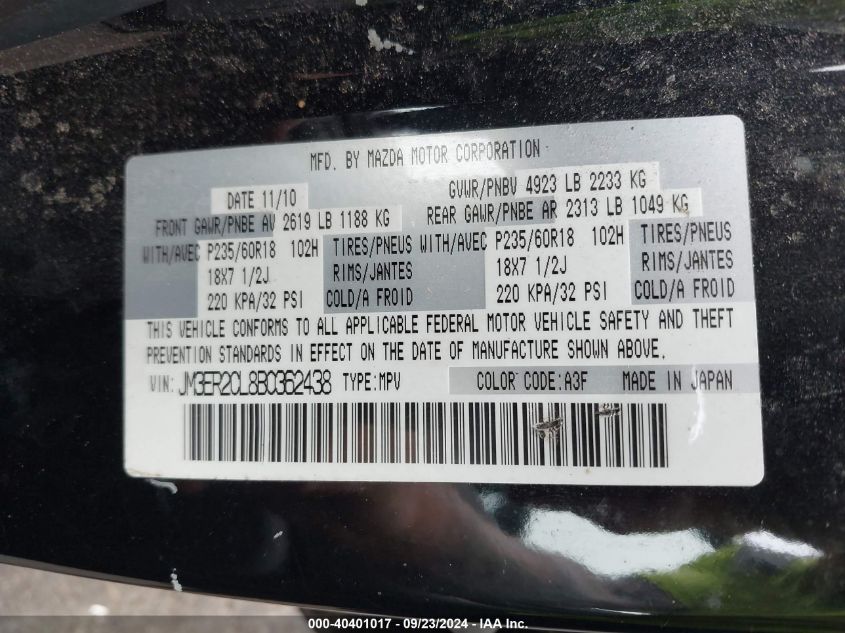 MFD. BY MAZDA MOTOR CORPORATION
DATE 11/10 GVWR/PNBV 4923 LB 2233 KG
FRONT GAWR/PNBE AV 2619 LB 1188 KG REAR GAWR/PNBE AR 2313 LB 1049 KG
WITH/AVEC P235/60R18 102H TIRES/PNEUS WITH/AVEC P235/60R18 102H TIRES/PNEUS
18X7 1/2J RIMS/JANTES 18X7 1/2J RIMS/JANTES
220 KPA/32 PSI COLD/A FROID 220 KPA/32 PSI COLD/A FROID
THIS VEHICLE CONFORMS TO ALL APPLICABLE FEDERAL MOTOR VEHICLE SAFETY AND THEFT
PREVENTION STANDARDS IN EFFECT ON THE DATE OF MANUFACTURE SHOWN ABOVE.
VIN: JM3ER2CL8B0362438 TYPE:MPV COLOR CODE:A3F MADE IN JAPAN
000-40401017 - 09/23/2024 - IAA Inc.